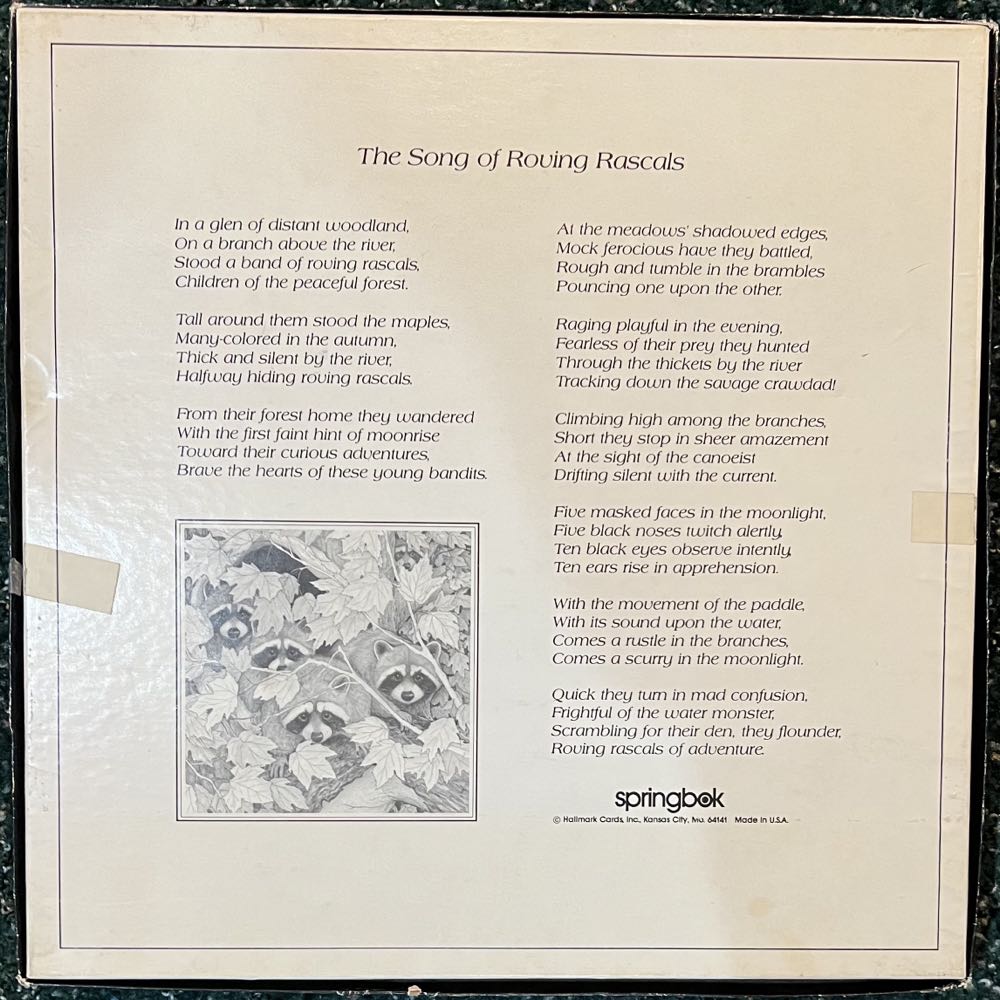 The Song of Roving Rascals
In a glen of distant woodland,
On a branch above the river,
Stood a band of roving rascals,
Children of the peaceful forest.
Tall around them stood the maples,
Many-colored in the autumn,
Thick and silent by the river,
Halfway hiding roving rascals.
From their forest home they wandered
With the first faint hint of moonrise
Toward their curious adventures,
Brave the hearts of these young bandits.
At the meadows' shadowed edges,
Mock ferocious have they battled,
Rough and tumble in the brambles
Pouncing one upon the other.
Raging playful in the evening,
Fearless of their prey they hunted
Through the thickets by the river
Tracking down the savage crawdad!
Climbing high among the branches,
Short they stop in sheer amazement
At the sight of the canoeist
Drifting silent with the current.
Five masked faces in the moonlight,
Five black noses twitch alertly,
Ten black eyes observe intently,
Ten ears rise in apprehension.
With the movement of the paddle,
With its sound upon the water,
Comes a rustle in the branches,
Comes a scurry in the moonlight.
Quick they turn in mad confusion,
Frightful of the water monster,
Scrambling for their den, they flounder,
Roving rascals of adventure.
springbok
© Hallmark Cards, Inc., Kansas City, Mo. 64141 Made in U.S.A.